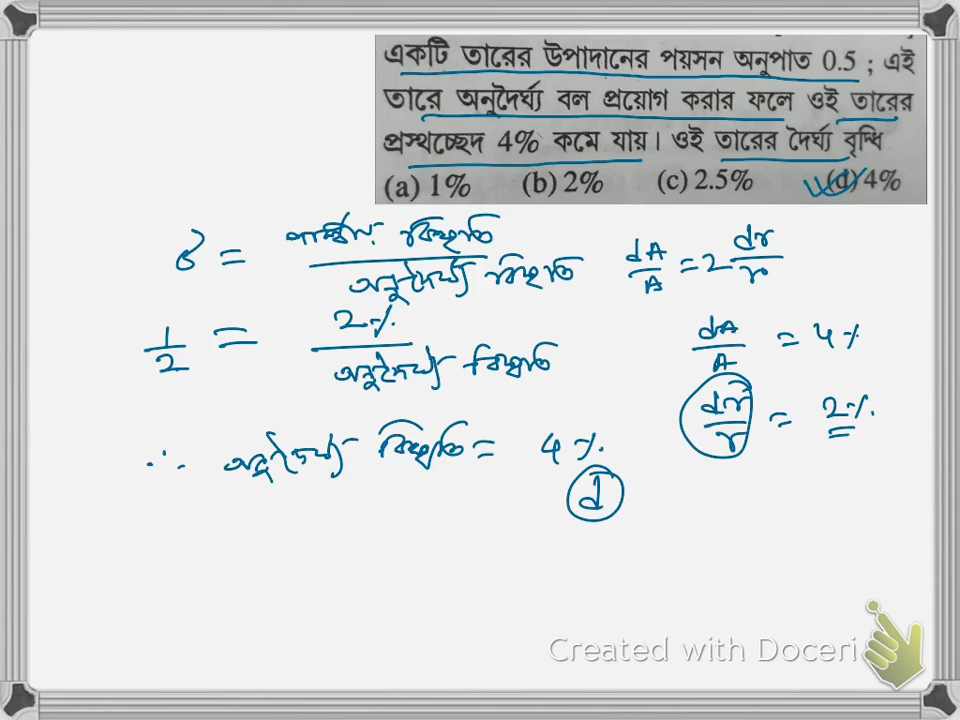 একটি তারের উপাদানের পয়সন অনুপাত 0.5 ; এই
তারে অনুদৈর্ঘ্য বল প্রয়োগ করার ফলে ওই তারের
প্রস্থচ্ছেদ 4% কমে যায়। ওই তারের দৈর্ঘ্য বৃদ্ধি
(a) 1% (b) 2% (c) 2.5% (d) 4%
σ = পার্শ্বীয় বিকৃতি / অনুদৈর্ঘ্য বিকৃতি
dA/A = 2 dr/r
1/2 = 2% / অনুদৈর্ঘ্য বিকৃতি
dA/A = 4%
dr/r = 2%
∴ অনুদৈর্ঘ্য বিকৃতি = 4%
d
Created with Doceri